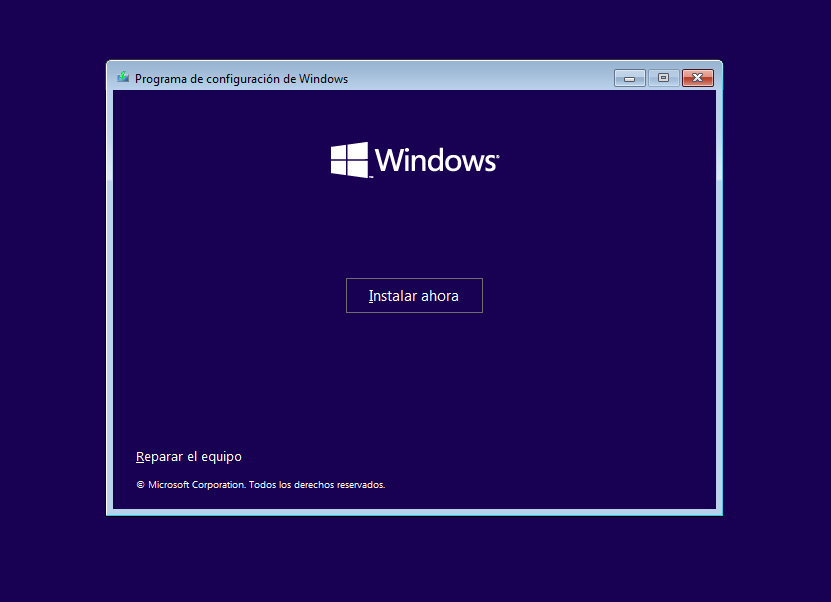 Programa de configuración de Windows
Windows
Instalar ahora
Reparar el equipo
© Microsoft Corporation. Todos los derechos reservados.